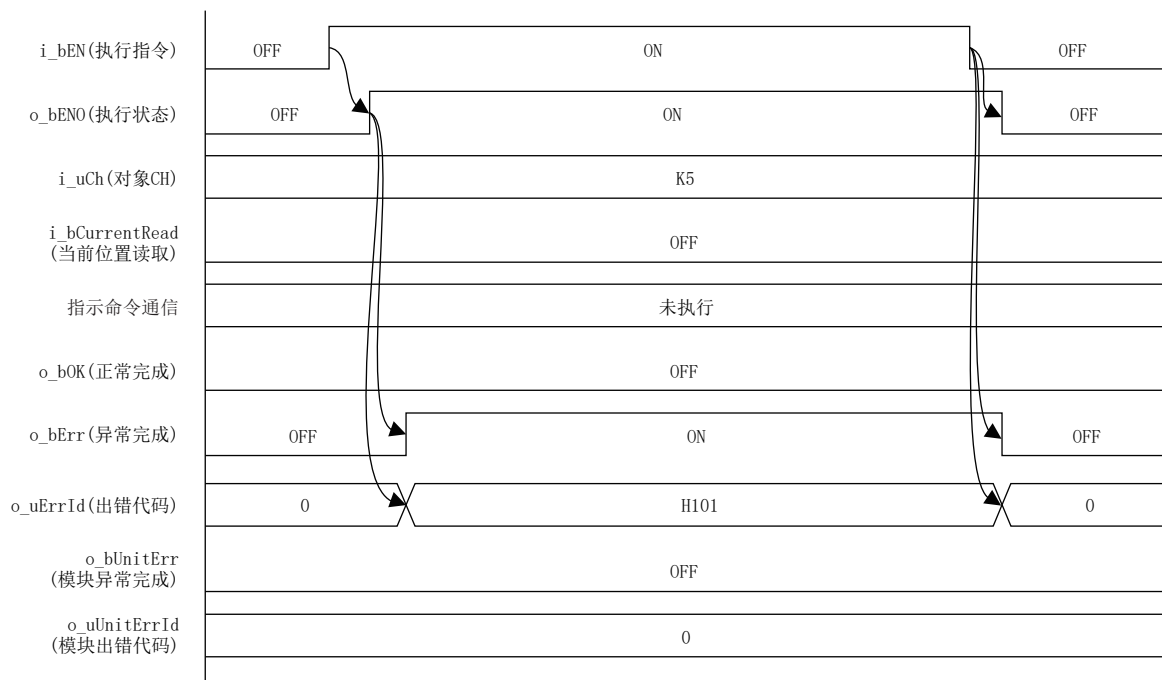 i_bEN(执行指令)
OFF
ON
OFF
o_bENO(执行状态)
OFF
ON
OFF
i_uCh(对象CH)
K5
i_bCurrentRead
(当前位置读取)
OFF
指示命令通信
未执行
o_bOK(正常完成)
OFF
o_bErr(异常完成)
OFF
ON
OFF
o_uErrId(出错代码)
0
H101
0
o_bUnitErr
(模块异常完成)
OFF
o_uUnitErrId
(模块出错代码)
0